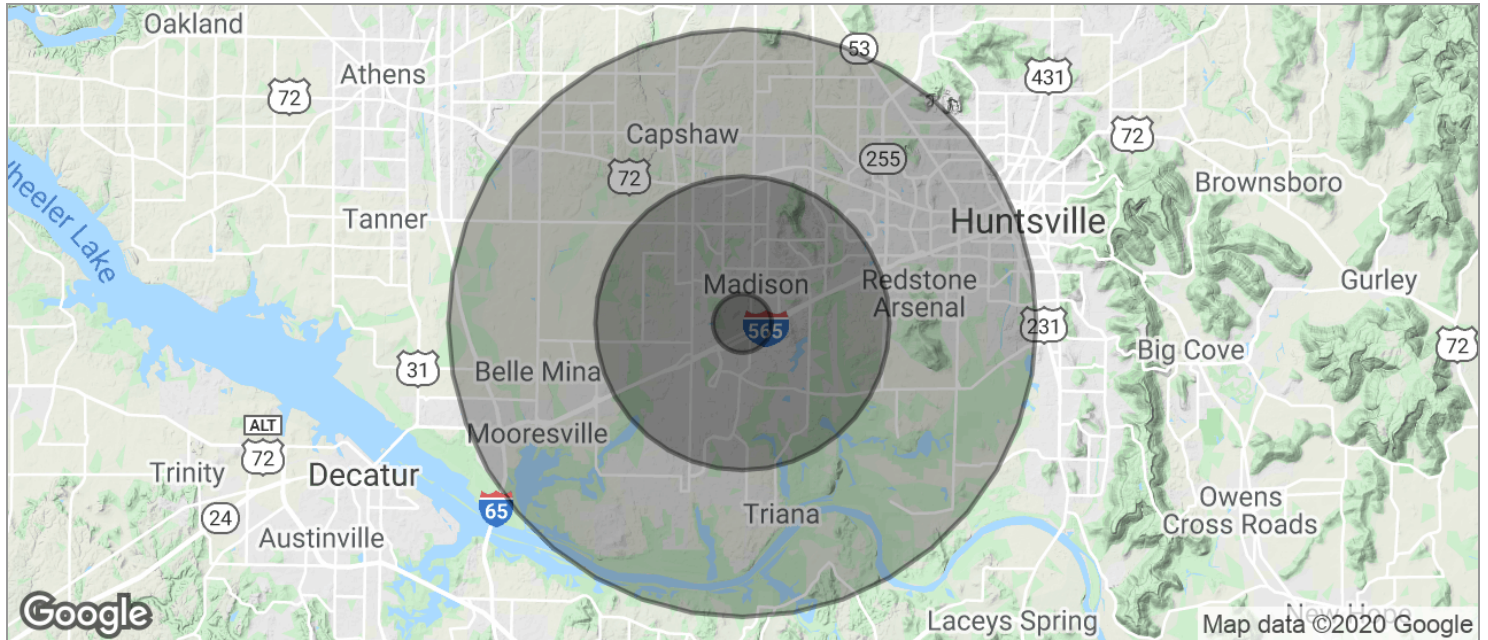 Oakland
53
Athens
431
72
72
Capshaw
255
72
Brownsboro
Wheeler Lake
Tanner
Huntsville
Madison
Redstone
Arsenal
Gurley
565
231
72
Big Cove
31
Belle Mina
ALT
72
Mooresville
Trinity
Decatur
65
24
Triana
Owens
Cross Roads
Austinville
Google
Laceys Spring
New Hope
Map data ©2020 Google